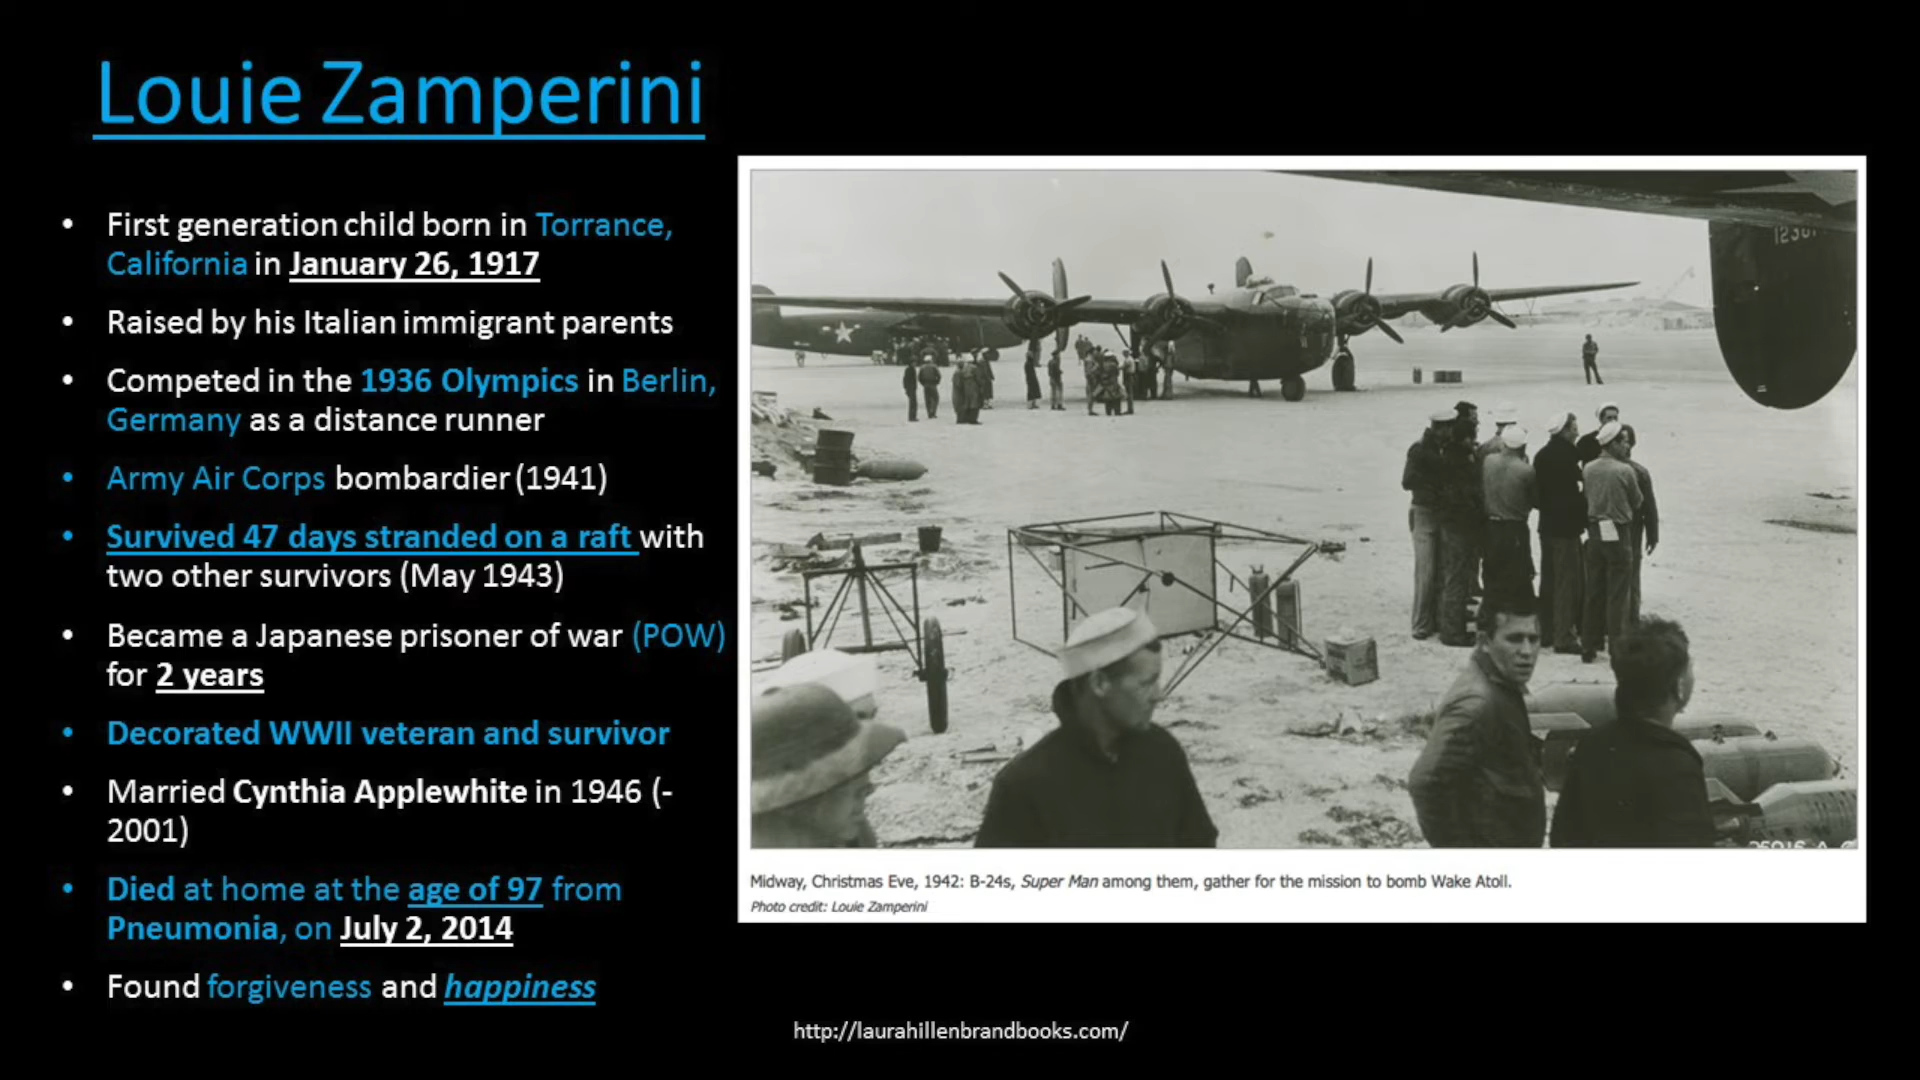 Louie Zamperini
• First generation child born in Torrance,
California in January 26, 1917
• Raised by his Italian immigrant parents
• Competed in the 1936 Olympics in Berlin,
Germany as a distance runner
• Army Air Corps bombardier (1941)
• Survived 47 days stranded on a raft with
two other survivors (May 1943)
• Became a Japanese prisoner of war (POW)
for 2 years
• Decorated WWII veteran and survivor
• Married Cynthia Applewhite in 1946 (-
2001)
• Died at home at the age of 97 from
Pneumonia, on July 2, 2014
• Found forgiveness and happiness
Midway, Christmas Eve, 1942: B-24s, Super Man among them, gather for the mission to bomb Wake Atoll.
Photo credit: Louie Zamperini
http://laurahillenbrandbooks.com/